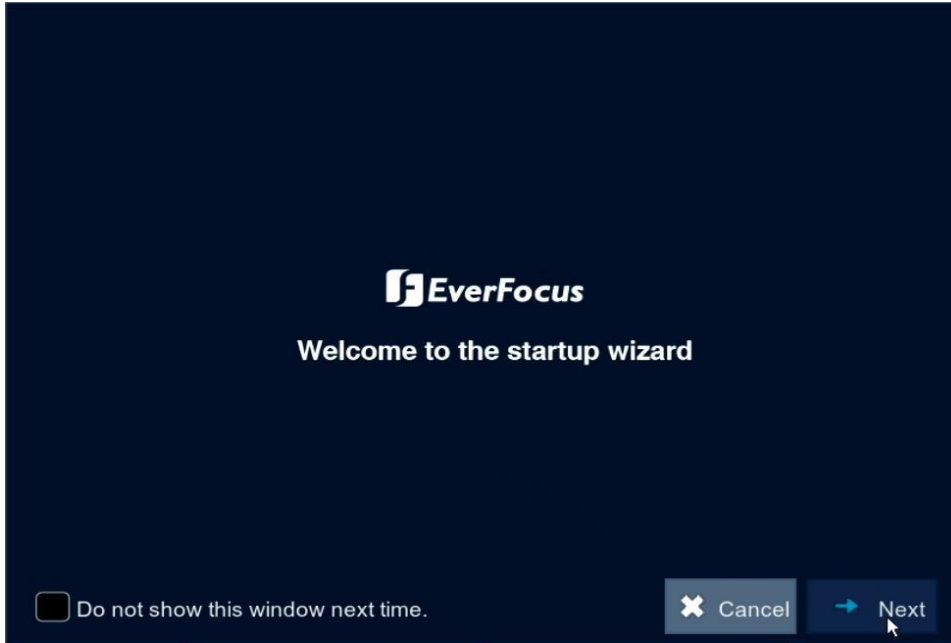 EverFocus
Welcome to the startup wizard
Do not show this window next time.
Cancel
Next